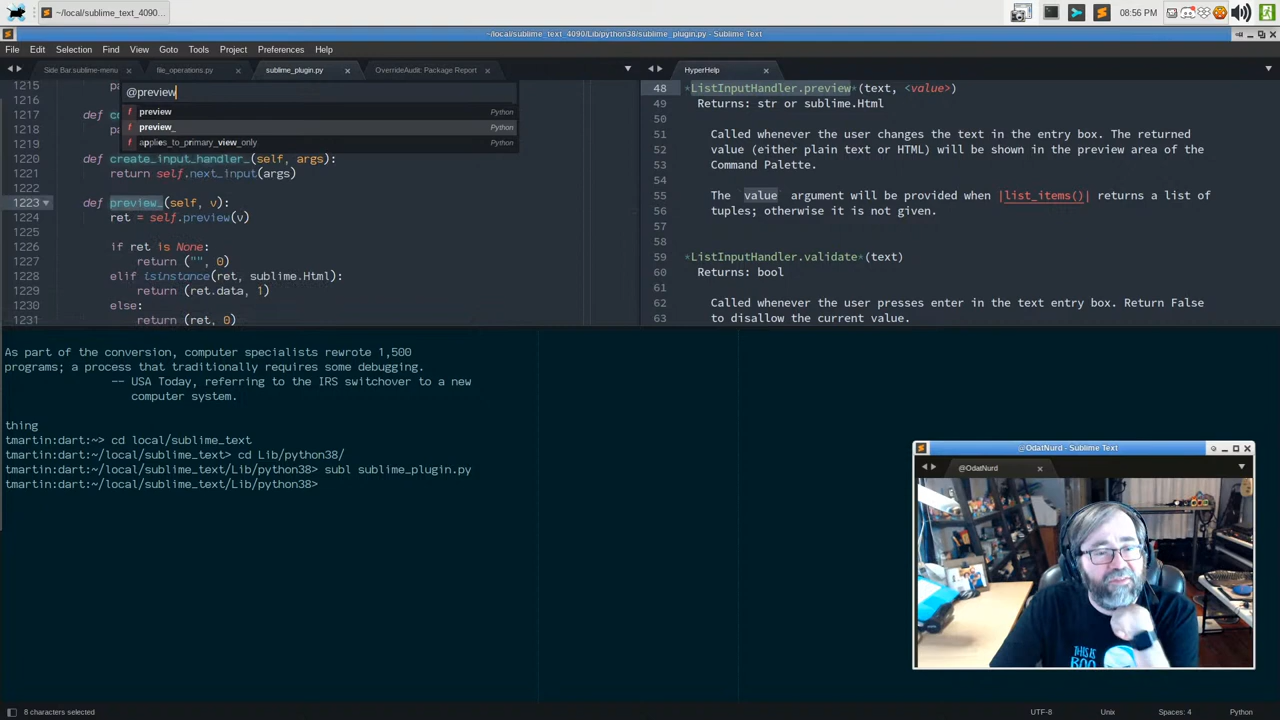 ~/local/sublime_text_4090...
08:56 PM
~/local/sublime_text_4090/Lib/python38/sublime_plugin.py - Sublime Text
File Edit Selection Find View Goto Tools Project Preferences Help
Side Bar.sublime-menu
file_operations.py
sublime_plugin.py
OverrideAudit: Package Report
HyperHelp
@preview
f preview Python
f preview_ Python
f applies_to_primary_view_only Python
1215
1216
1217 def co
1218 pa
1219
1220 def create_input_handler_(self, args):
1221 return self.next_input(args)
1222
1223 def preview_(self, v):
1224 ret = self.preview(v)
1225
1226 if ret is None:
1227 return ("", 0)
1228 elif isinstance(ret, sublime.Html):
1229 return (ret.data, 1)
1230 else:
1231 return (ret, 0)
48 *ListInputHandler.preview*(text, <value>)
49 Returns: str or sublime.Html
50
51 Called whenever the user changes the text in the entry box. The returned
52 value (either plain text or HTML) will be shown in the preview area of the
53 Command Palette.
54
55 The value argument will be provided when |list_items()| returns a list of
56 tuples; otherwise it is not given.
57
58
59 *ListInputHandler.validate*(text)
60 Returns: bool
61
62 Called whenever the user presses enter in the text entry box. Return False
63 to disallow the current value.
As part of the conversion, computer specialists rewrote 1,500
programs; a process that traditionally requires some debugging.
-- USA Today, referring to the IRS switchover to a new
computer system.
thing
tmartin:dart:~> cd local/sublime_text
tmartin:dart:~/local/sublime_text> cd Lib/python38/
tmartin:dart:~/local/sublime_text/Lib/python38> subl sublime_plugin.py
tmartin:dart:~/local/sublime_text/Lib/python38>
@OdatNurd - Sublime Text
@OdatNurd
THIS IS
BOO
8 characters selected
UTF-8 Unix Spaces: 4 Python